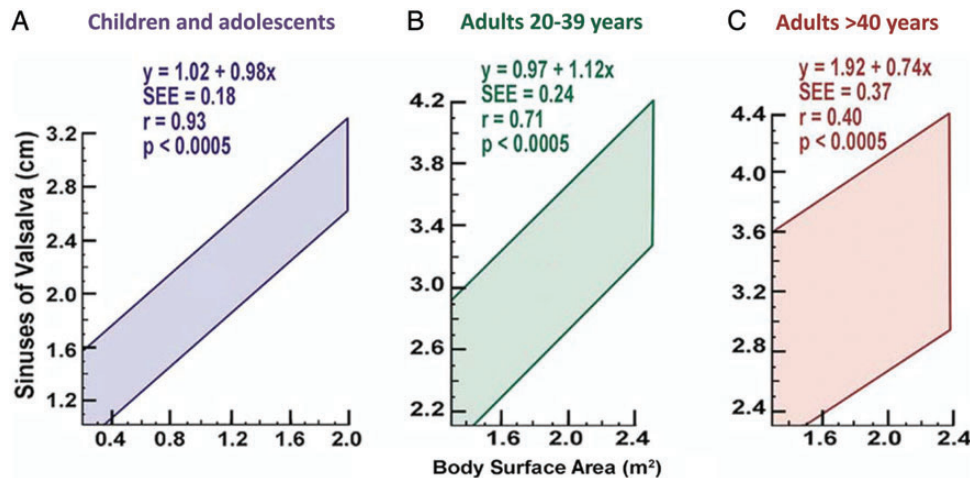 A Children and adolescents
B Adults 20-39 years
C Adults >40 years
y = 1.02 + 0.98x
SEE = 0.18
r = 0.93
p < 0.0005
y = 0.97 + 1.12x
SEE = 0.24
r = 0.71
p < 0.0005
y = 1.92 + 0.74x
SEE = 0.37
r = 0.40
p < 0.0005
Sinuses of Valsalva (cm)
3.2
2.8
2.4
2.0
1.6
1.2
0.4 0.8 1.2 1.6 2.0
4.2
3.8
3.4
3.0
2.6
2.2
1.6 2.0 2.4
4.4
4.0
3.6
3.2
2.8
2.4
1.6 2.0 2.4
Body Surface Area (m²)